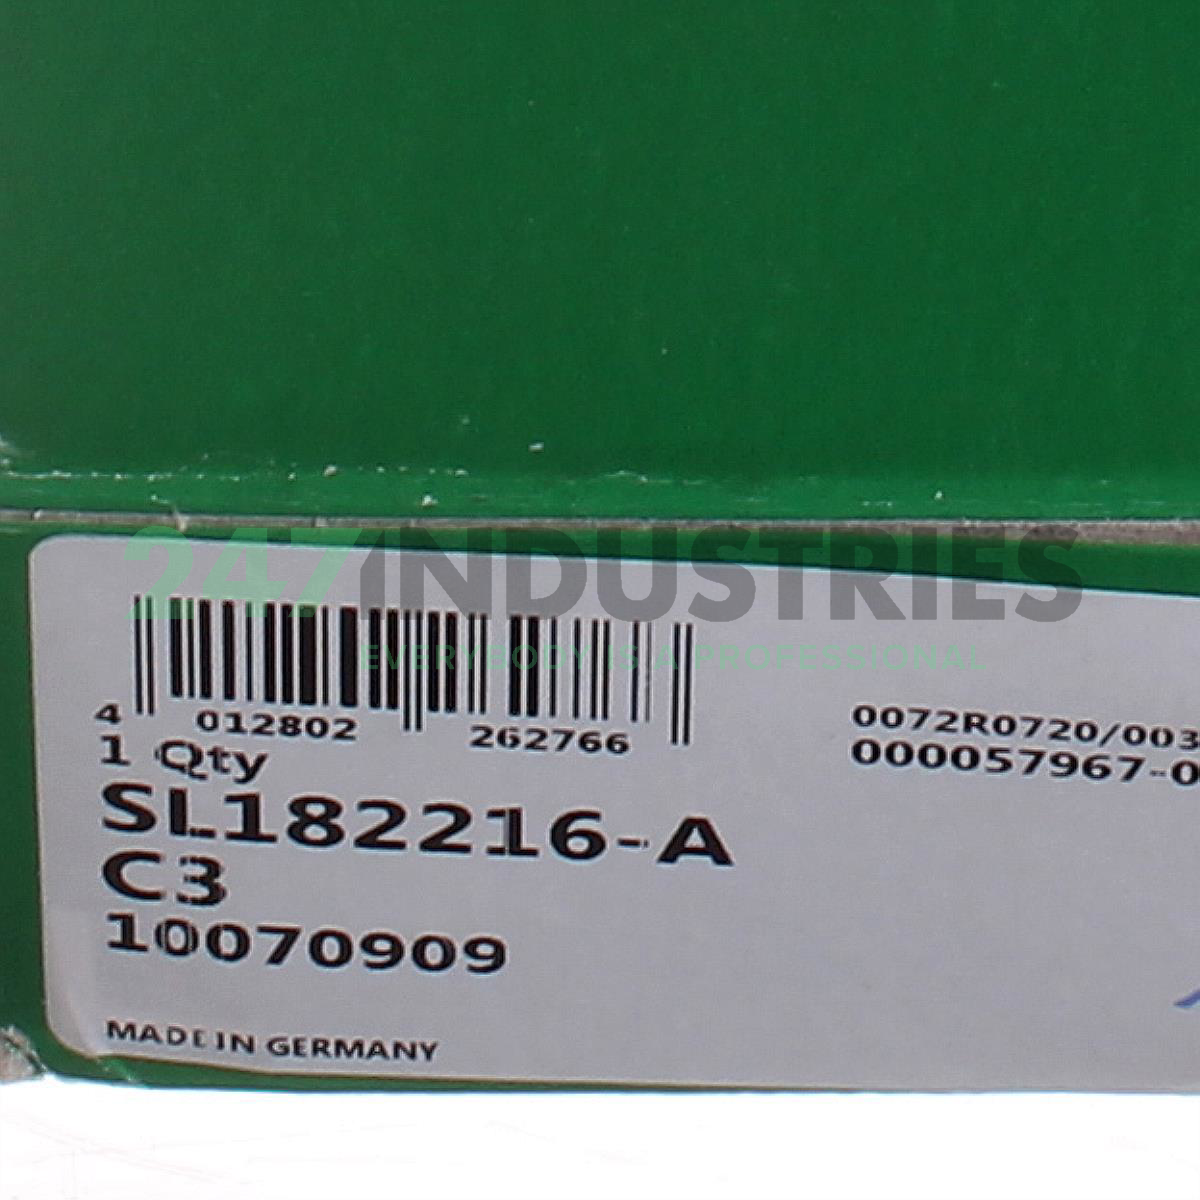 247INDUSTRIES
EVERYBODY IS A PROFESSIONAL
4 012802 262766
1 Qty
SL182216-A
C3
10070909
MADE IN GERMANY
0072R0720/003
000057967-0